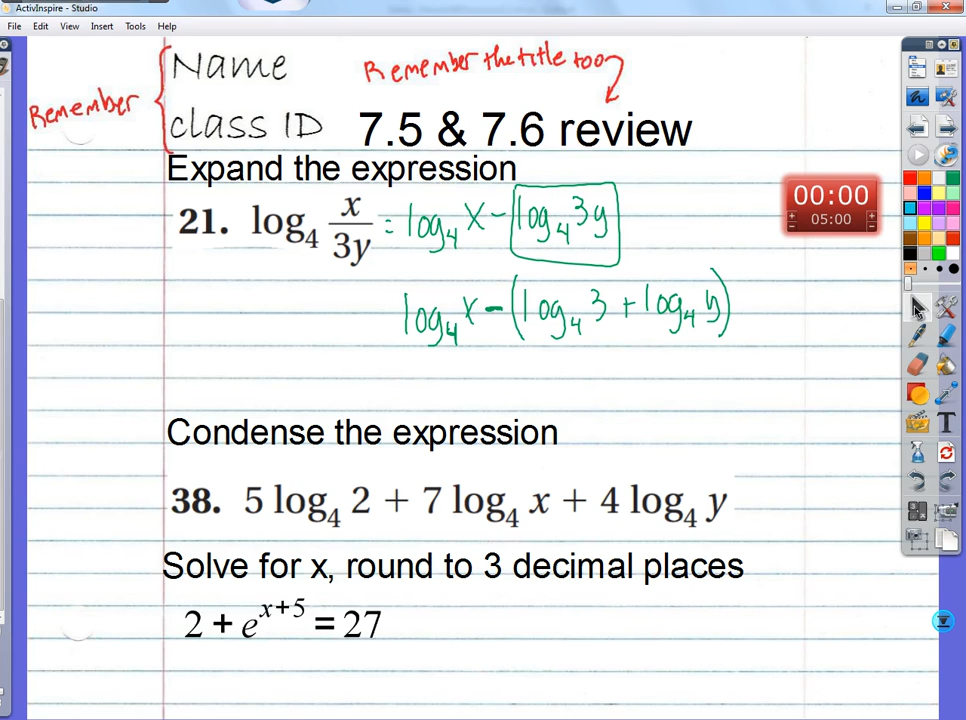 ActivInspire - Studio
File Edit View Insert Tools Help
Remember
Name
class ID
Remember the title too
7.5 & 7.6 review
Expand the expression
21. log₄ x/3y = log₄ x - log₄ 3y
log₄ x - (log₄ 3 + log₄ y)
00:00
05:00
Condense the expression
38. 5 log₄ 2 + 7 log₄ x + 4 log₄ y
Solve for x, round to 3 decimal places
2 + e^(x+5) = 27